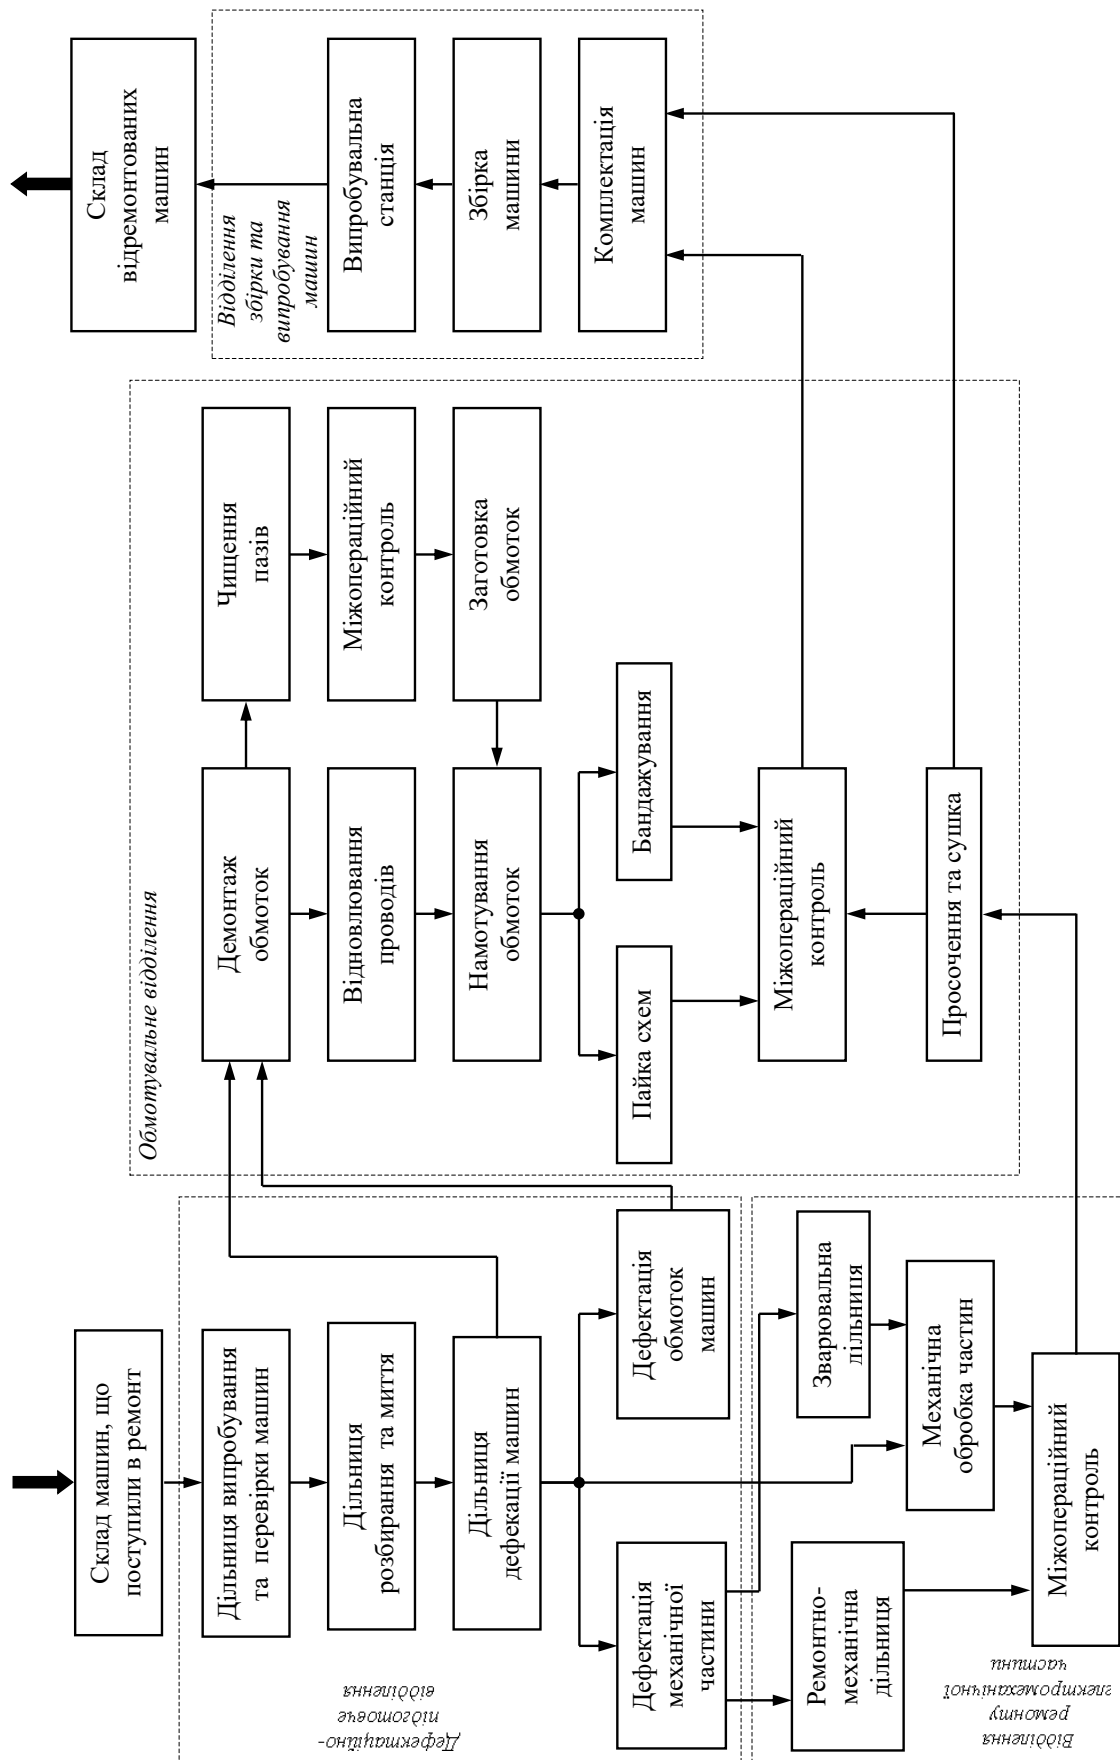 Склад машин, що
поступили в ремонт
Дільниця випробування
та перевірки машин
Дільниця
розбирання та миття
Дільниця
дефекації машин
Дефектація
механічної
частини
Дефектація
обмоток
машин
Дефектаційно-
підготовче
відділення
Ремонтно-
механічна
дільниця
Зварювальна
дільниця
Механічна
обробка частин
Міжопераційний
контроль
Відділення
ремонту
електромеханічної
частини
Обмотувальне відділення
Демонтаж
обмоток
Чищення
пазів
Відновлювання
проводів
Міжопераційний
контроль
Намотування
обмоток
Заготовка
обмоток
Пайка схем
Бандажування
Міжопераційний
контроль
Просочення та сушка
Склад
відремонтованих
машин
Відділення
збірки та
випробування
машин
Випробувальна
станція
Збірка
машини
Комплектація
машин